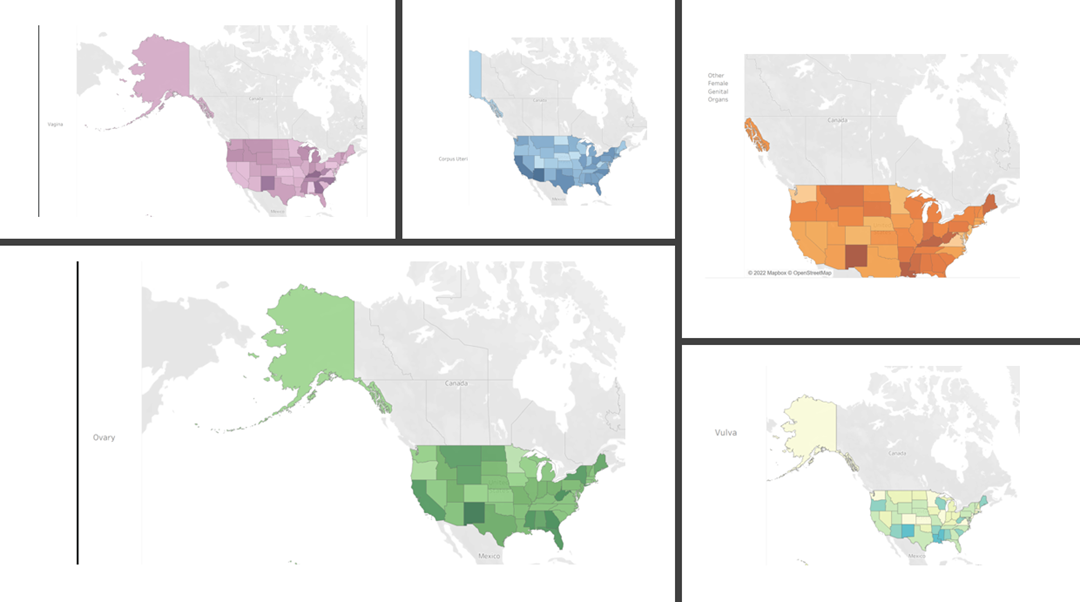 Vagina
Canada
Mexico
Corpus Uteri
Canada
Mexico
Other
Female
Genital
Organs
Canada
© 2022 Mapbox © OpenStreetMap
Ovary
Canada
Mexico
Vulva
Canada
Mexico